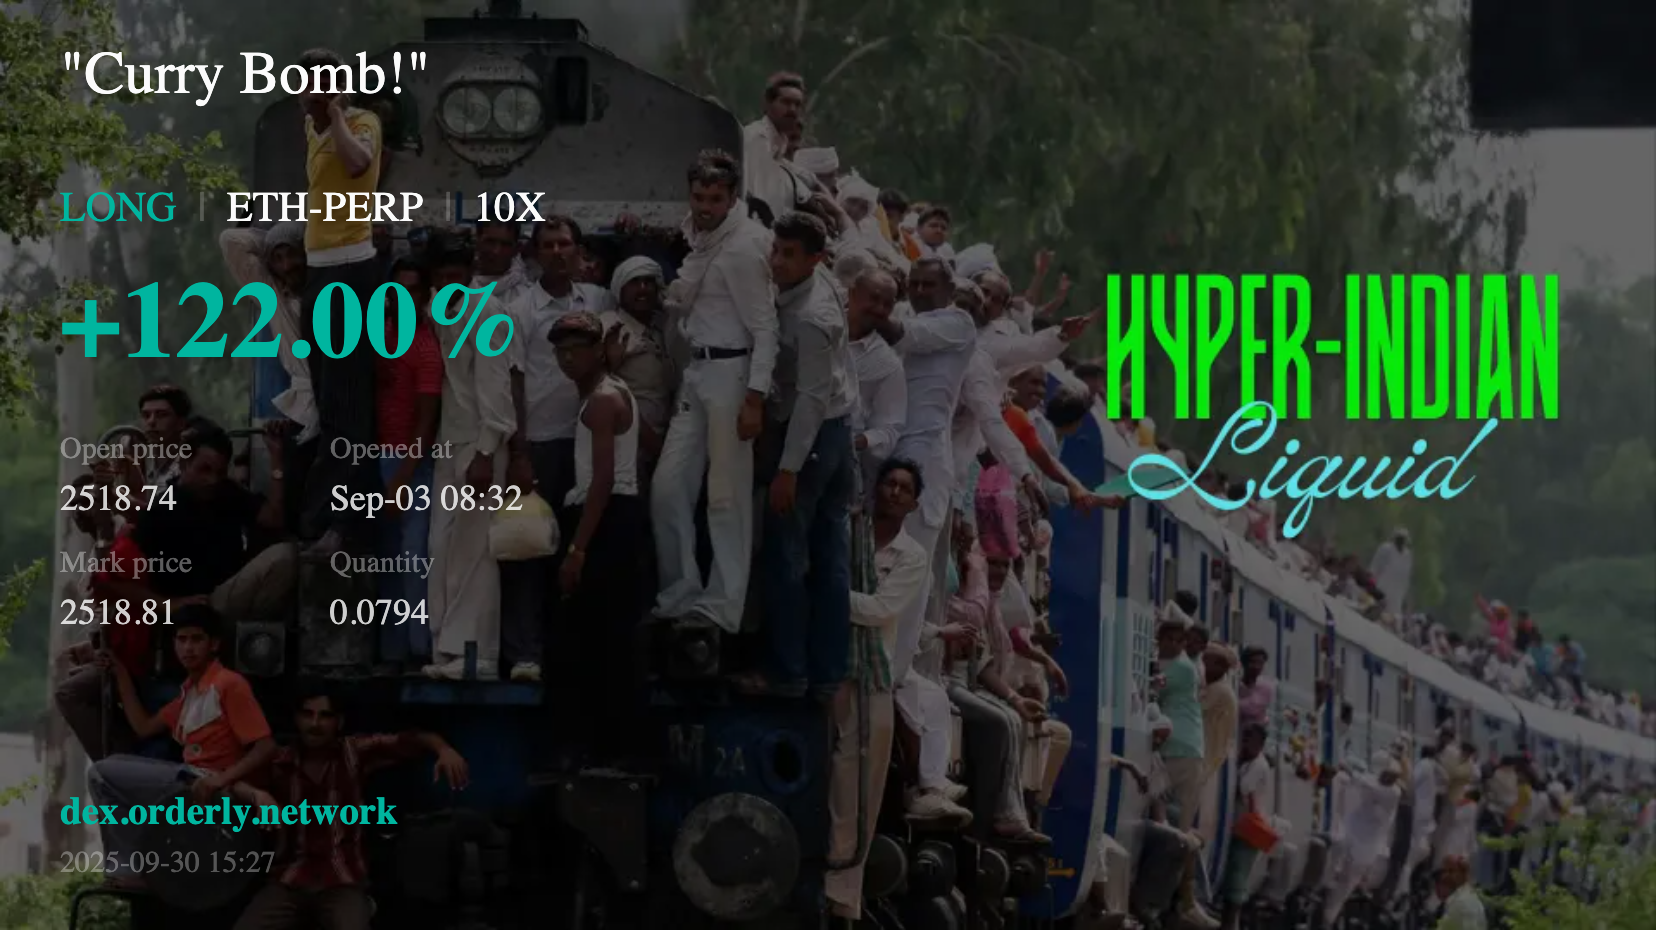 "Curry Bomb!"
LONG | ETH-PERP | 10X
+122.00%
Open price
Opened at
2518.74
Sep-03 08:32
Mark price
Quantity
2518.81
0.0794
dex.orderly.network
2025-09-30 15:27
HYPER-INDIAN
Liquid
2A